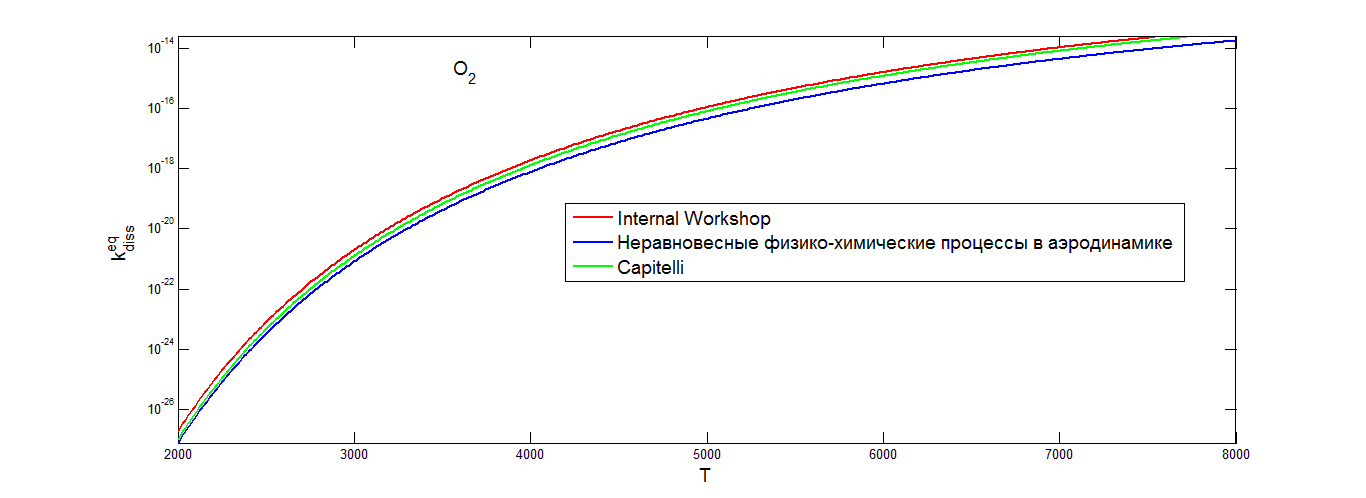 10^-14
O_2
10^-16
10^-18
10^-20
10^-22
10^-24
10^-26
k^eq_diss
Internal Workshop
Неравновесные физико-химические процессы в аэродинамике
Capitelli
2000 3000 4000 5000 6000 7000 8000
T